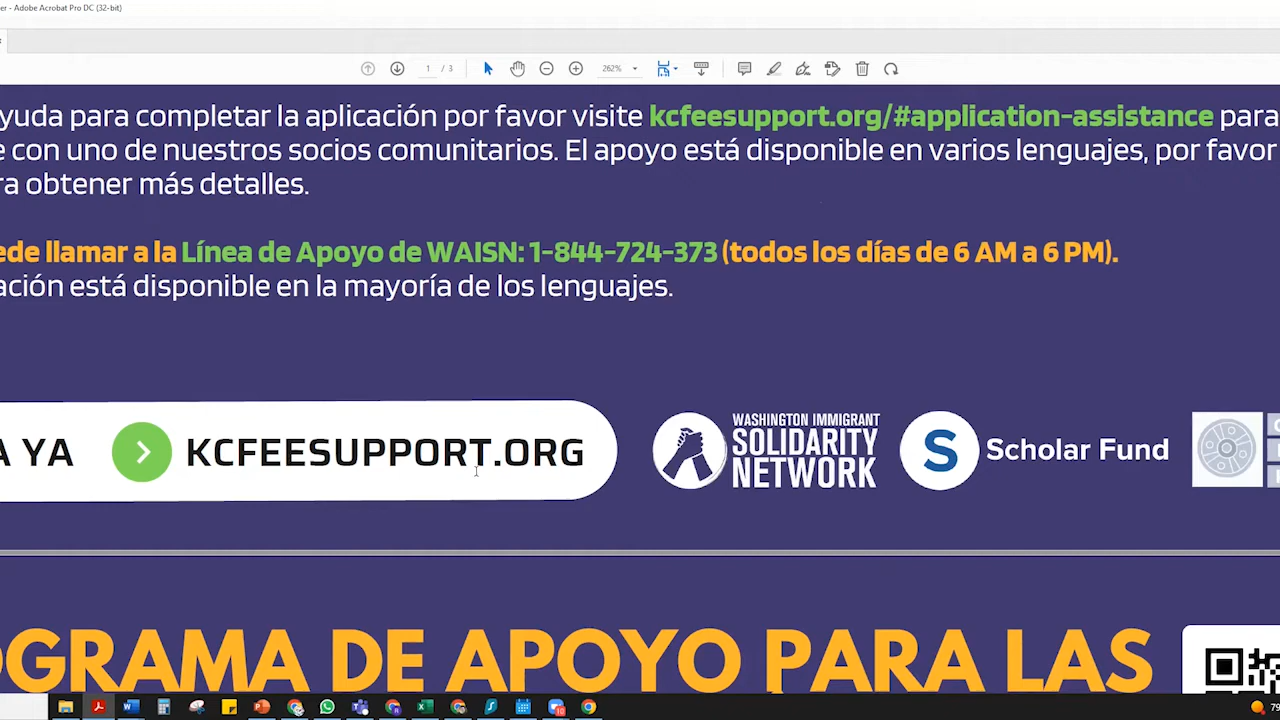 er - Adobe Acrobat Pro DC (32-bit)
1 / 3
262%
yuda para completar la aplicación por favor visite kcfeesupport.org/#application-assistance para
e con uno de nuestros socios comunitarios. El apoyo está disponible en varios lenguajes, por favor
ra obtener más detalles.
ede llamar a la Línea de Apoyo de WAISN: 1-844-724-373 (todos los días de 6 AM a 6 PM).
ación está disponible en la mayoría de los lenguajes.
A YA
KCFEESUPPORT.ORG
WASHINGTON IMMIGRANT
SOLIDARITY
NETWORK
S Scholar Fund
OGRAMA DE APOYO PARA LAS